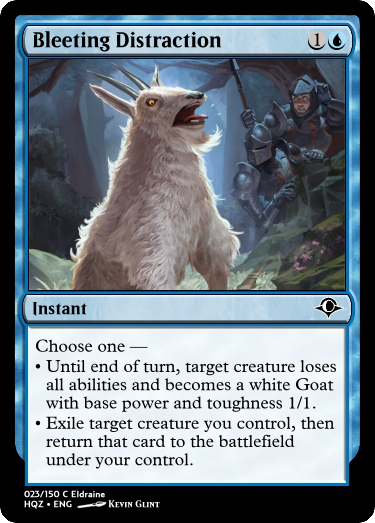 Bleeting Distraction 1
Instant
Choose one —
• Until end of turn, target creature loses
all abilities and becomes a white Goat
with base power and toughness 1/1.
• Exile target creature you control, then
return that card to the battlefield
under your control.
023/150 C Eldraine
HQZ • ENG Kevin Glint